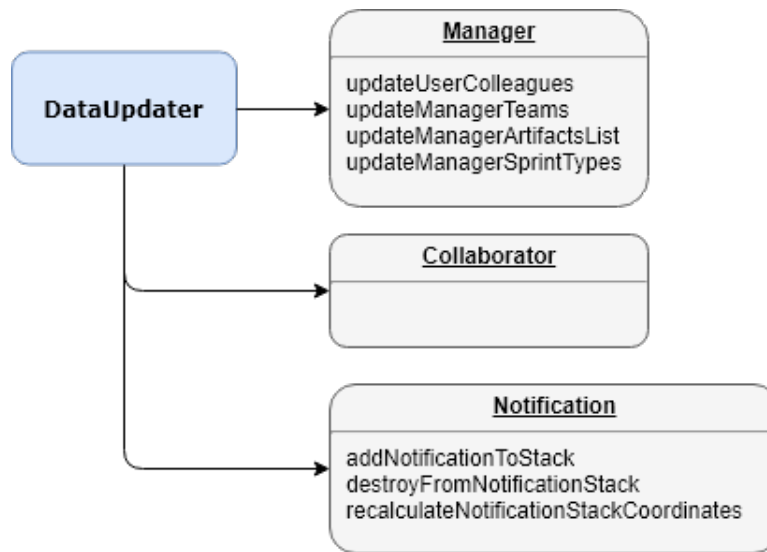 DataUpdater
Manager
updateUserColleagues
updateManagerTeams
updateManagerArtifactsList
updateManagerSprintTypes
Collaborator
Notification
addNotificationToStack
destroyFromNotificationStack
recalculateNotificationStackCoordinates